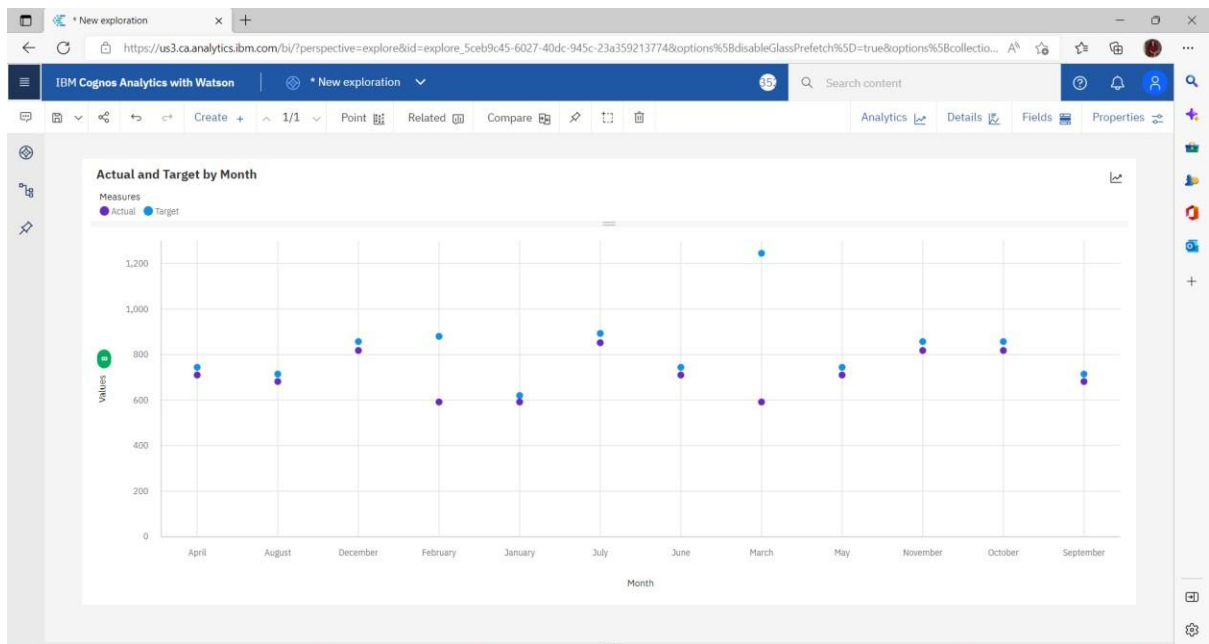 * New exploration
https://us3.ca.analytics.ibm.com/bi/?perspective=explore&id=explore_5ceb9c45-6027-40dc-945c-23a359213774&options%5BdisableGlassPrefetch%5D=true&options%5Bcollectio...
IBM Cognos Analytics with Watson * New exploration 357 Search content
Create + 1/1 Point Related Compare Analytics Details Fields Properties
Actual and Target by Month
Measures
Actual Target
1,200
1,000
800
600
400
200
0
Values
April August December February January July June March May November October September
Month